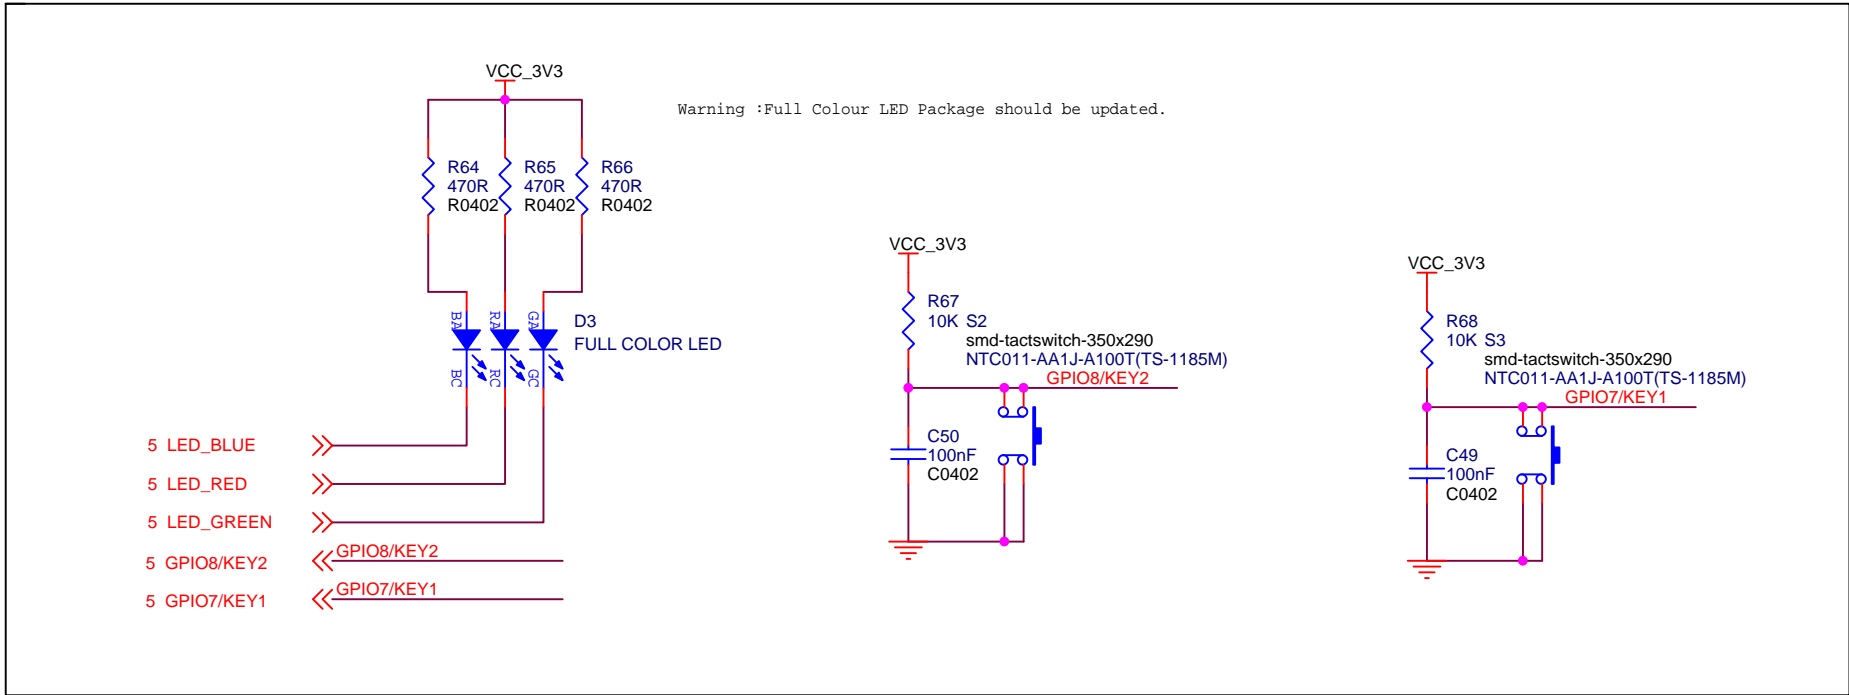 VCC_3V3
Warning :Full Colour LED Package should be updated.
R64
470R
R0402
R65
470R
R0402
R66
470R
R0402
BA
RA
GA
BC
RC
GC
D3
FULL COLOR LED
5 LED_BLUE
5 LED_RED
5 LED_GREEN
5 GPIO8/KEY2
GPIO8/KEY2
5 GPIO7/KEY1
GPIO7/KEY1
VCC_3V3
R67
10K
S2
smd-tactswitch-350x290
NTC011-AA1J-A100T(TS-1185M)
GPIO8/KEY2
C50
100nF
C0402
VCC_3V3
R68
10K
S3
smd-tactswitch-350x290
NTC011-AA1J-A100T(TS-1185M)
GPIO7/KEY1
C49
100nF
C0402